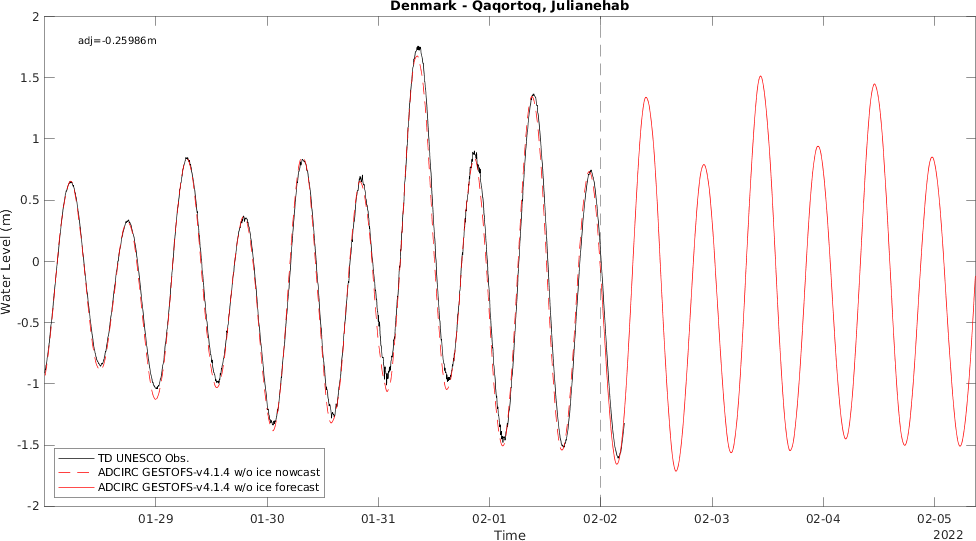 Denmark - Qaqortoq, Julianehab
adj=-0.25986m
2
1.5
1
0.5
0
-0.5
-1
-1.5
-2
Water Level (m)
TD UNESCO Obs.
ADCIRC GESTOFS-v4.1.4 w/o ice nowcast
ADCIRC GESTOFS-v4.1.4 w/o ice forecast
01-29 01-30 01-31 02-01 02-02 02-03 02-04 02-05
Time
2022